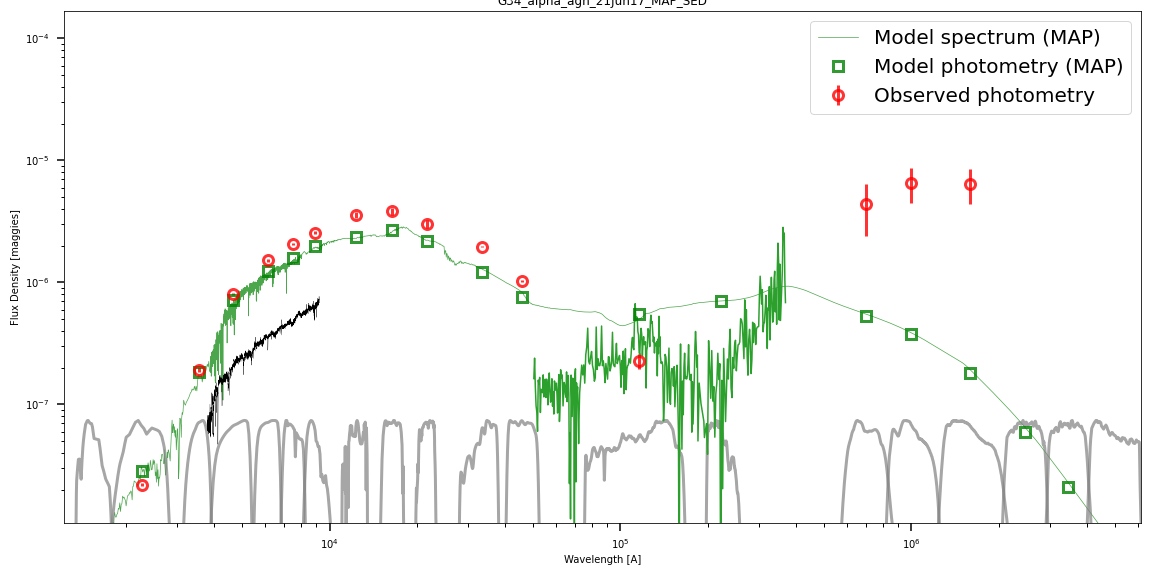 G34_alpha_agn_21jun17_MAP_SED
Model spectrum (MAP)
Model photometry (MAP)
Observed photometry
10⁻⁴
10⁻⁵
10⁻⁶
10⁻⁷
Flux Density [maggies]
10⁴
10⁵
10⁶
Wavelength [A]